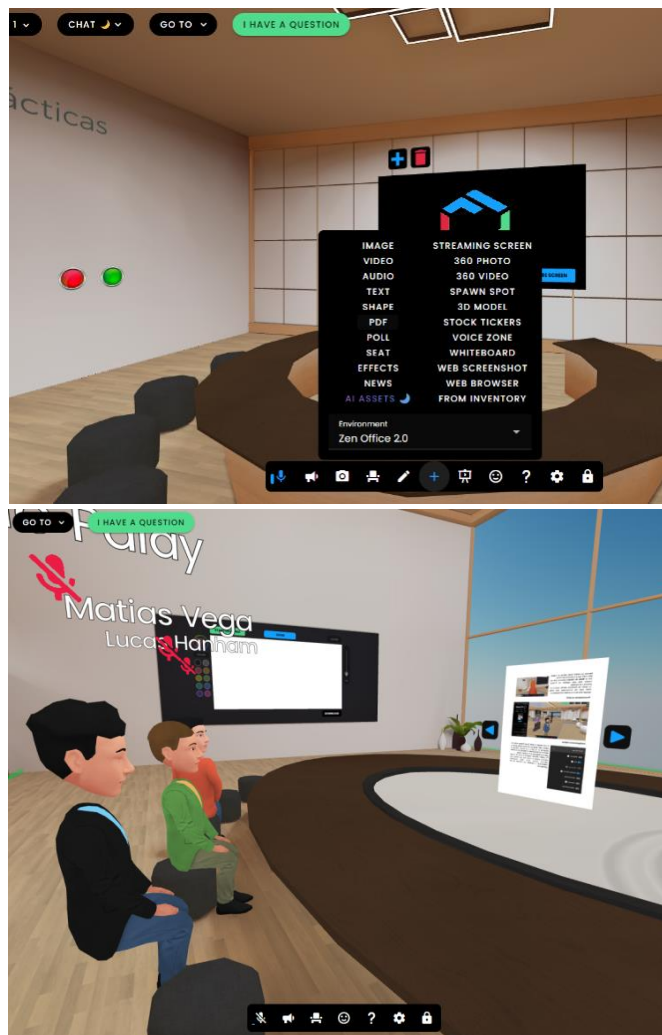 1
CHAT
GO TO
I HAVE A QUESTION
ácticas
IMAGE
STREAMING SCREEN
VIDEO
360 PHOTO
AUDIO
360 VIDEO
TEXT
SPAWN SPOT
SHAPE
3D MODEL
PDF
STOCK TICKERS
POLL
VOICE ZONE
SEAT
WHITEBOARD
EFFECTS
WEB SCREENSHOT
NEWS
WEB BROWSER
AI ASSETS
FROM INVENTORY
SCREEN
Environment
Zen Office 2.0
GO TO
I HAVE A QUESTION
Matias Vega
Lucas Hanham